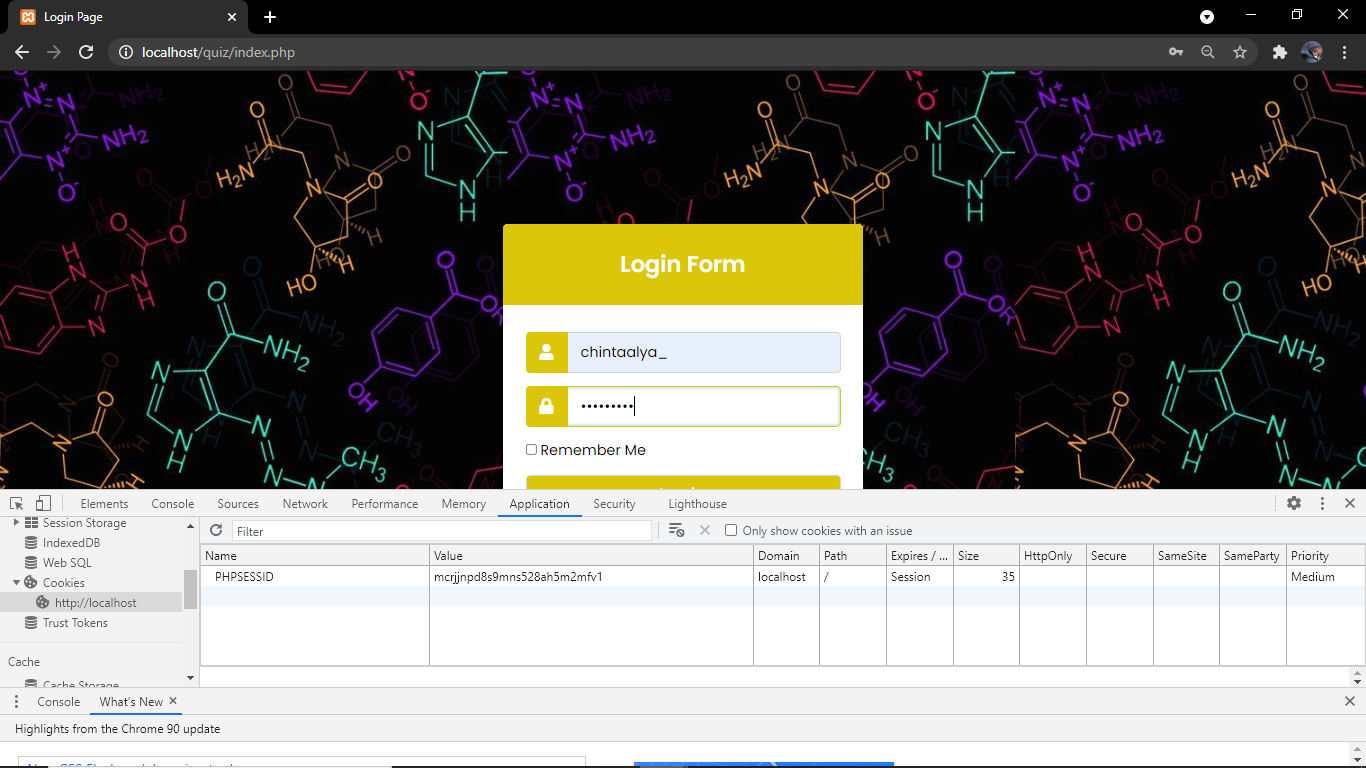 Login Page
localhost/quiz/index.php
Login Form
chintaalya_
•••••••••
Remember Me
Elements Console Sources Network Performance Memory Application Security Lighthouse
Session Storage
IndexedDB
Web SQL
Cookies
http://localhost
Trust Tokens
Cache
Cache Storage
Filter
Only show cookies with an issue
Name Value Domain Path Expires / ... Size HttpOnly Secure SameSite SameParty Priority
PHPSESSID mcrjjnpd8s9mns528ah5m2mfv1 localhost / Session 35 Medium
Console What's New
Highlights from the Chrome 90 update